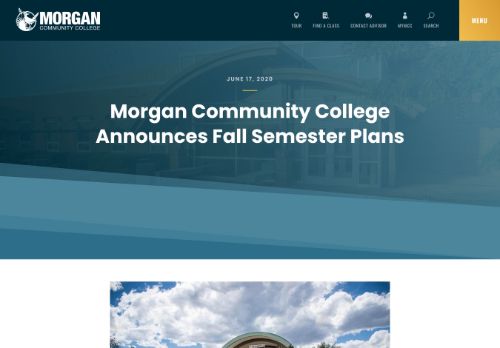 MORGAN
COMMUNITY COLLEGE
TOUR
FIND A CLASS
CONTACT ADVISOR
MYMCC
SEARCH
MENU
JUNE 17, 2020
Morgan Community College
Announces Fall Semester Plans